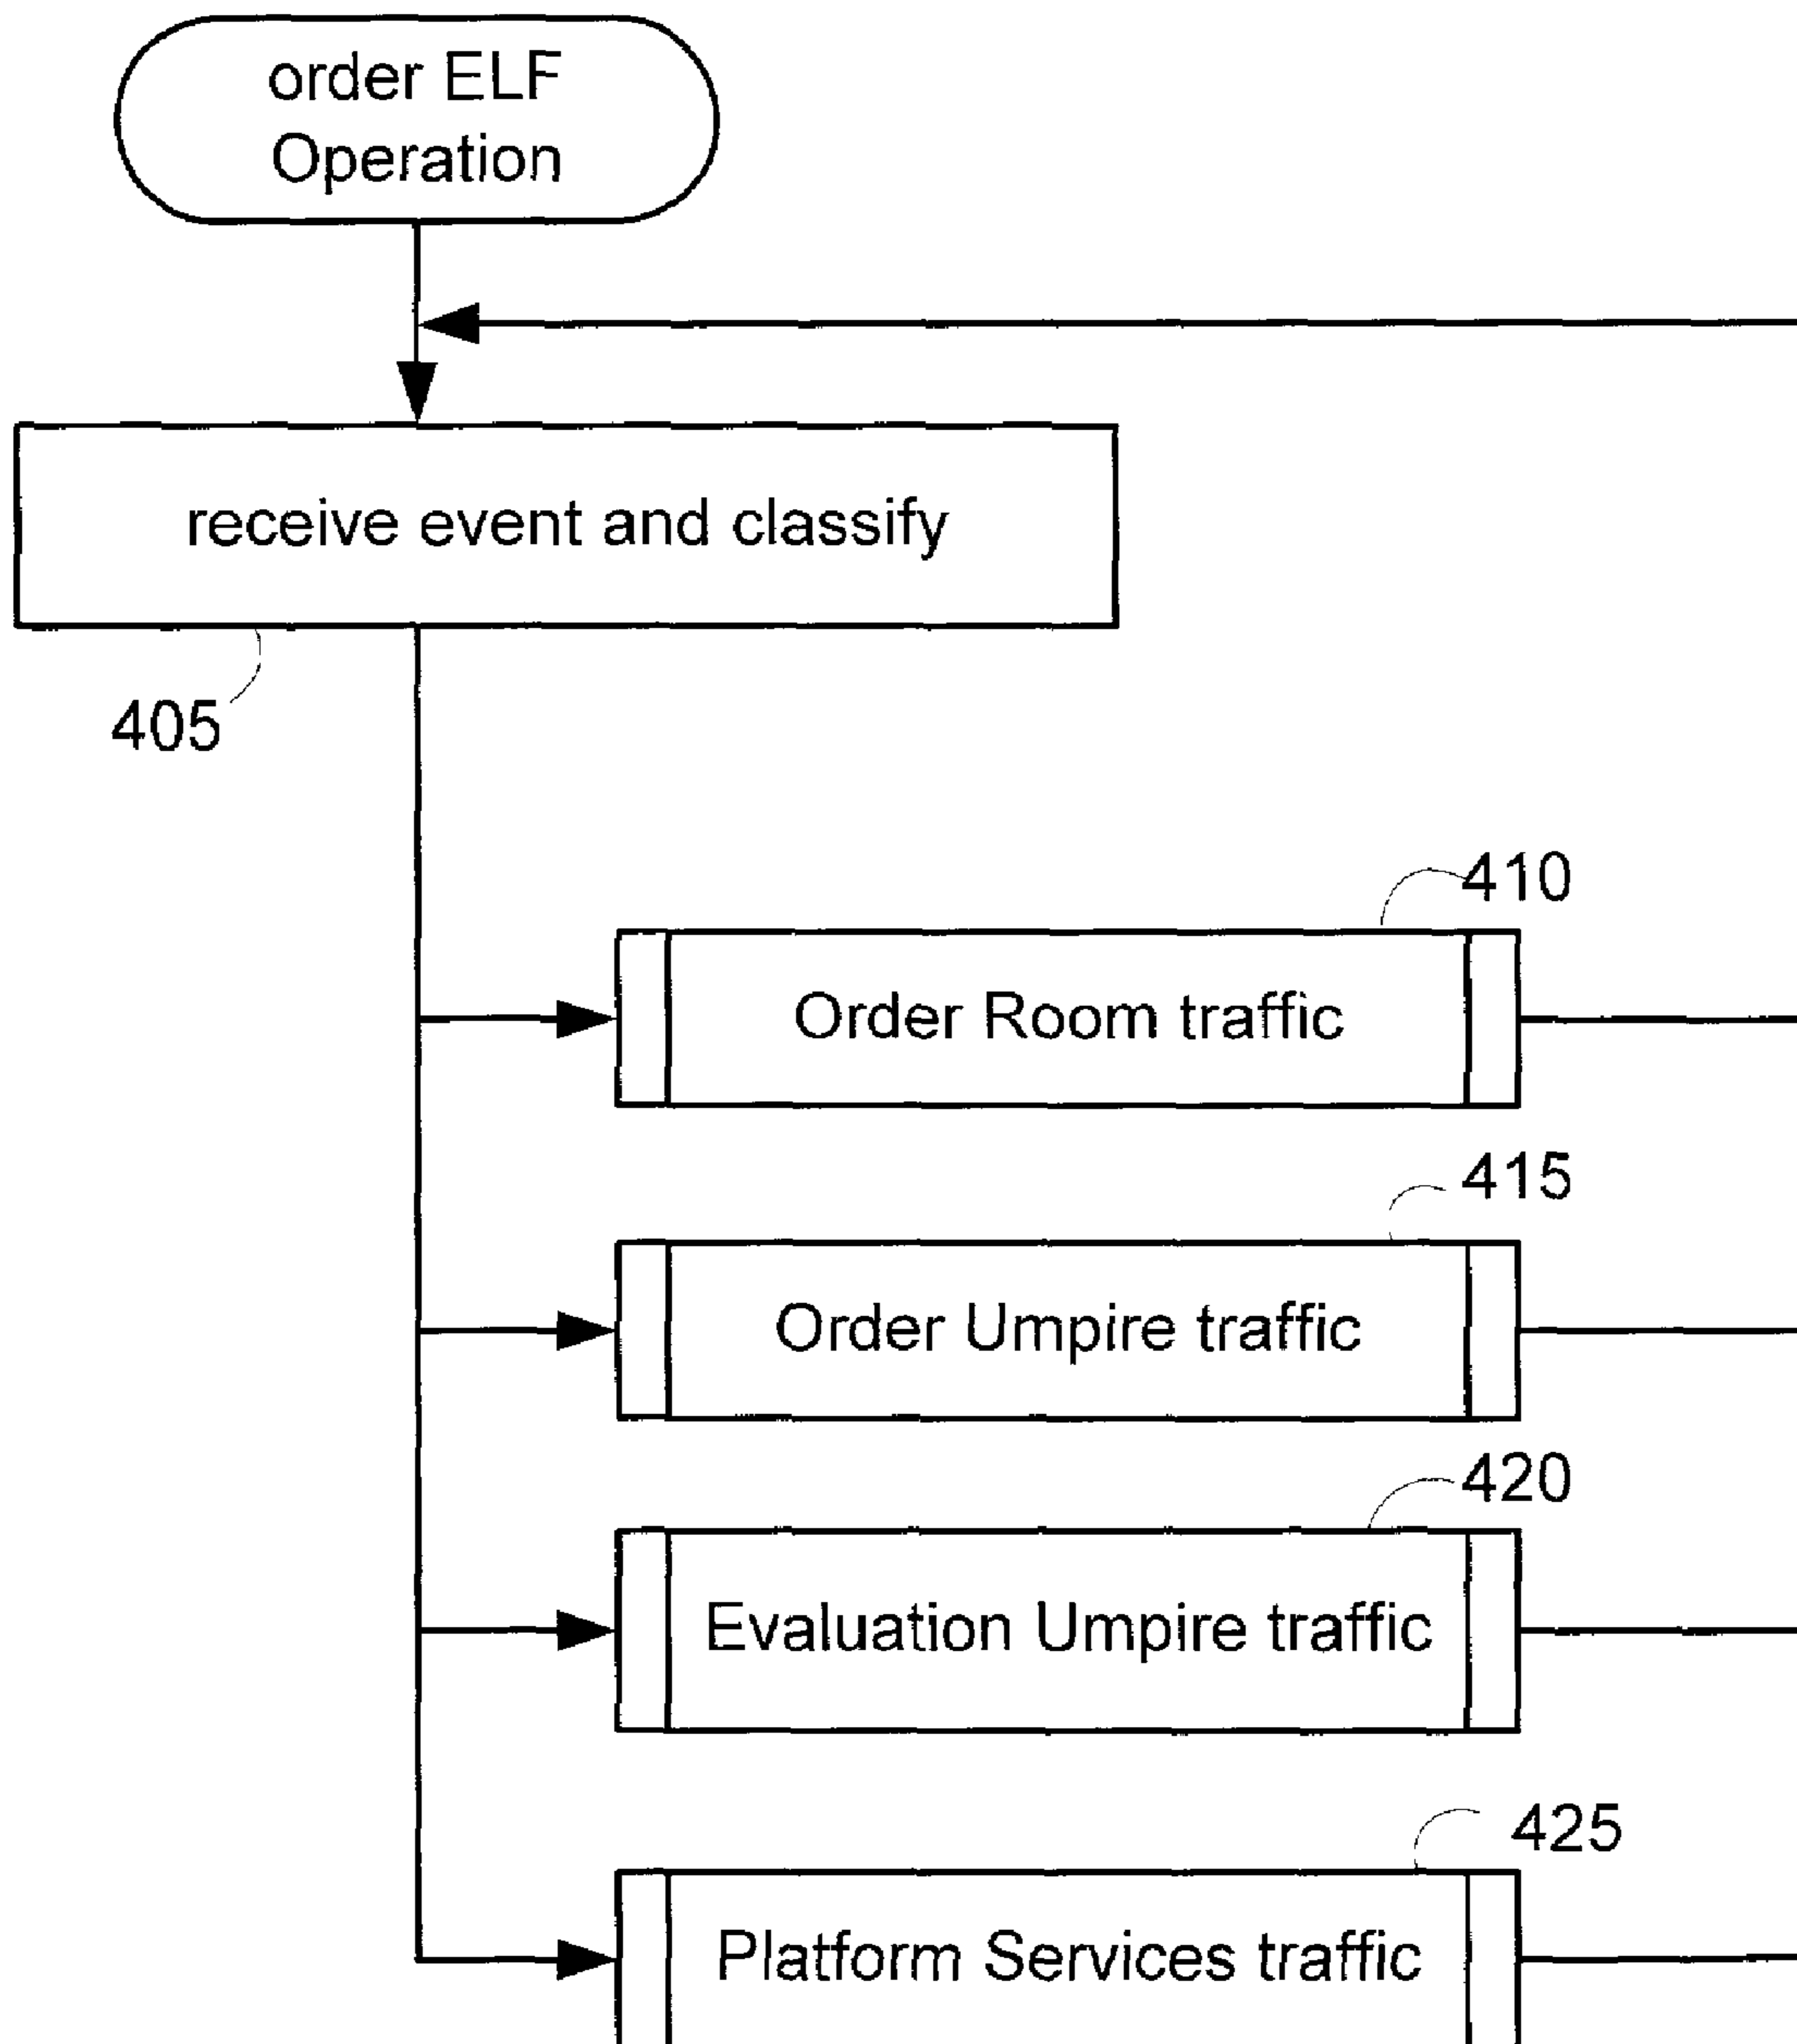 order ELF
Operation
receive event and classify
405
410
Order Room traffic
415
Order Umpire traffic
420
Evaluation Umpire traffic
425
Platform Services traffic